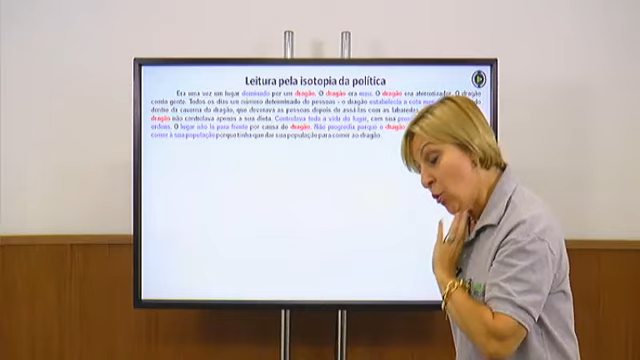 Leitura pela isotopia da política
Era uma vez um lugar dominado por um dragão. O dragão era mau. O dragão era aterrorizador. O dragão
comia gente. Todos os dias um número determinado de pessoas - o dragão estabelecia a cota
dentro da caverna do dragão, que devorava as pessoas depois de assá-las com as labaredas
dragão não controlava apenas a sua dieta. Controlava toda a vida do lugar, com sua
ordens. O lugar não ia para frente por causa do dragão. Não progredia porque o dragão
comer à sua população porque tinha que dar sua população para comer ao dragão.